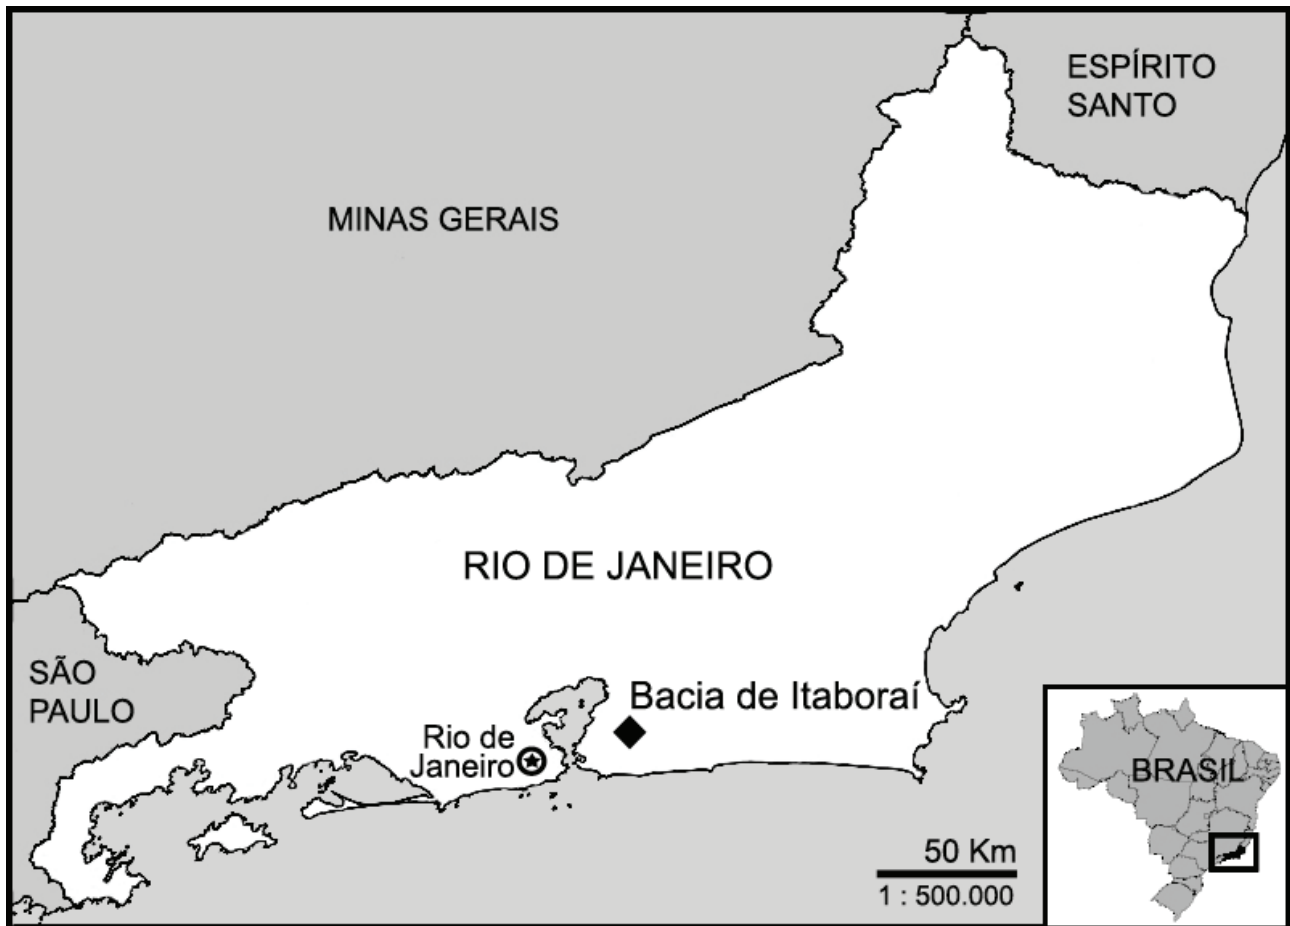 ESPÍRITO
SANTO
MINAS GERAIS
RIO DE JANEIRO
SÃO
PAULO
Bacia de Itaboraí
Rio de
Janeiro
BRASIL
50 Km
1 : 500.000